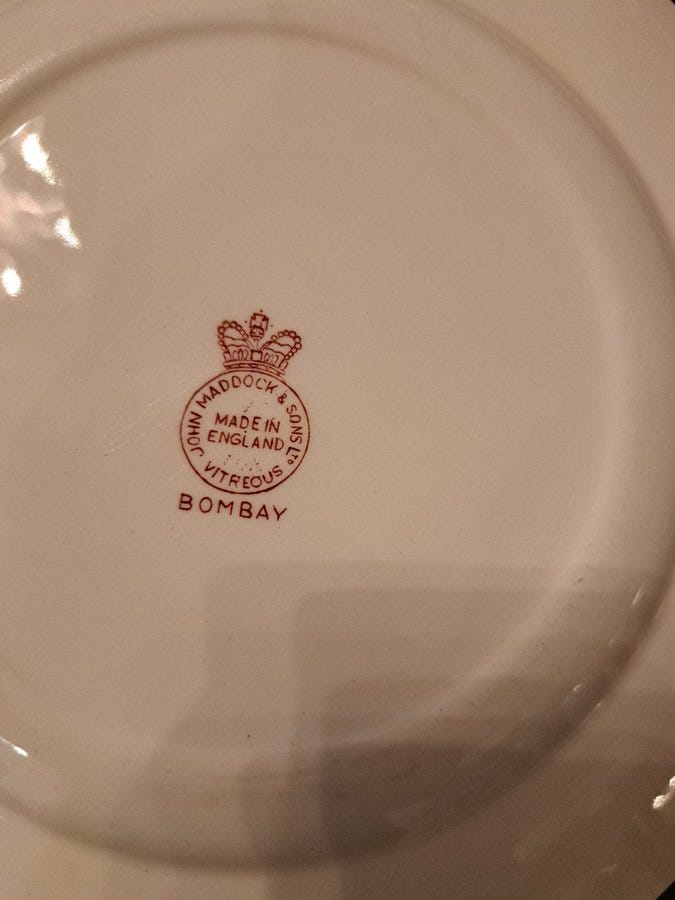 JOHN MADDOCK & SONS LTD
MADE IN
ENGLAND
VITREOUS
BOMBAY